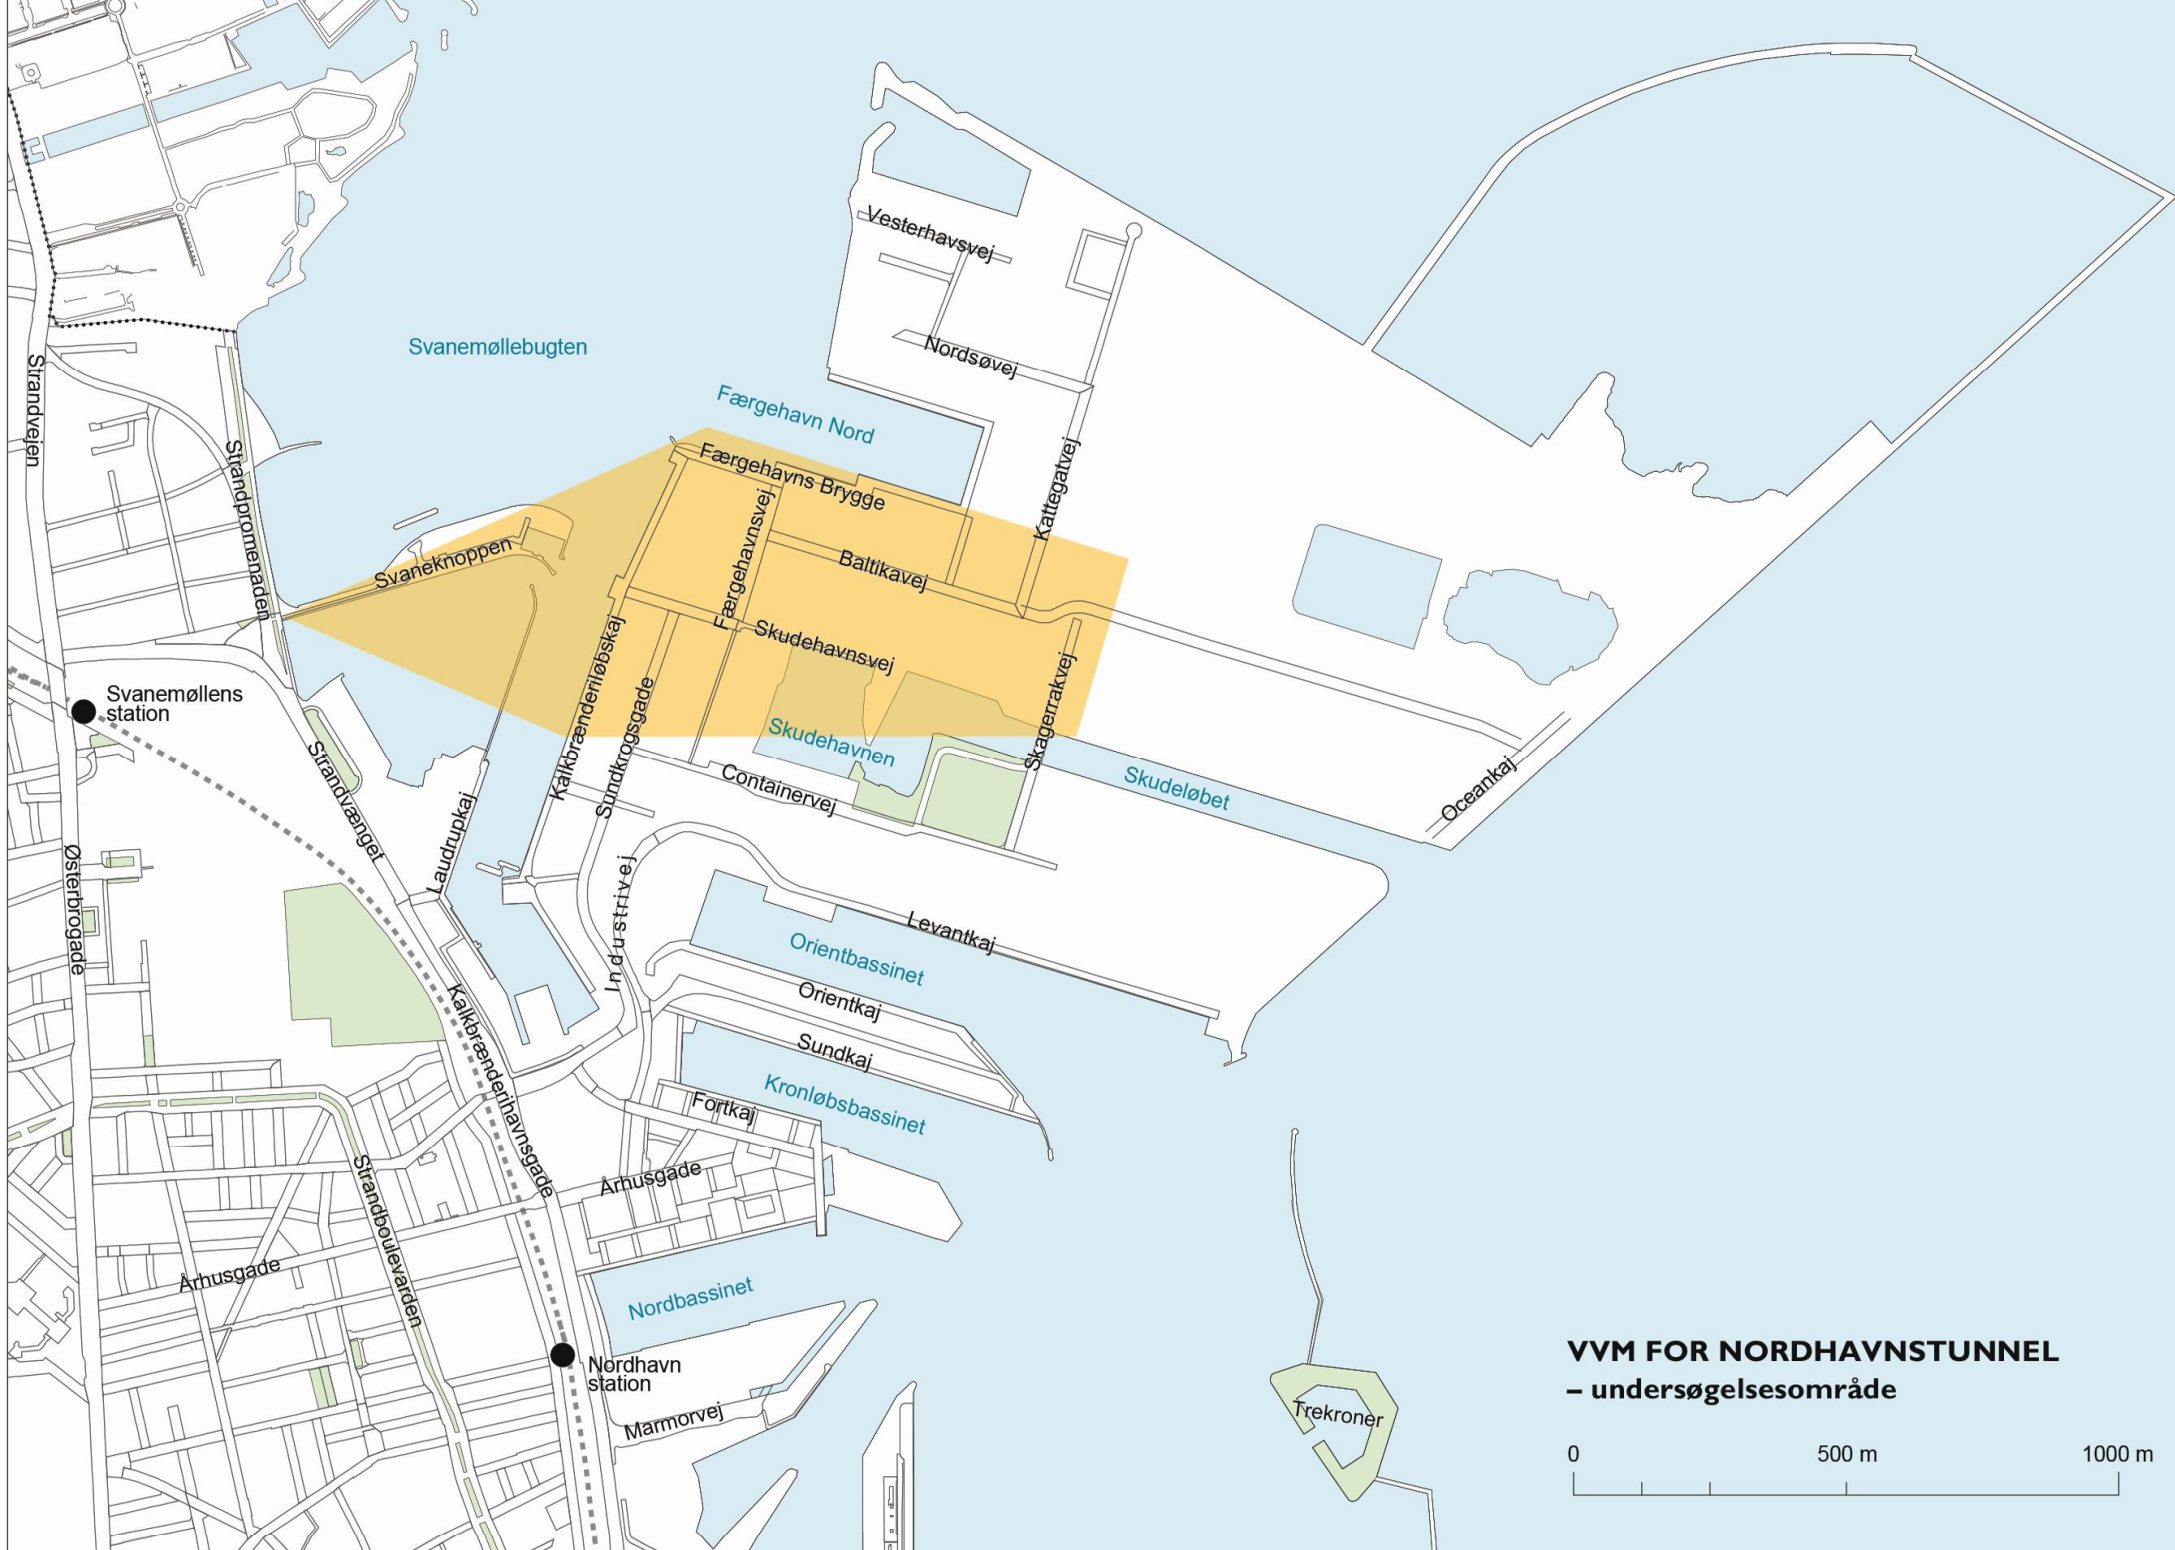 Vesterhavsvej
Nordsøvej
Svanemøllebugten
Færgehavn Nord
Strandvejen
Strandpromenaden
Færgehavns Brygge
Kattegatvej
Færgehavnsvej
Svaneknoppen
Baltikavej
Skudehavnsvej
Kalkbrænderiløbskaj
Sundkrogsgade
Skagerrakvej
Svanemøllens
station
Skudehavnen
Strandvænget
Containervej
Skudeløbet
Oceankaj
Laudrupkaj
Østerbrogade
Industrivej
Levantkaj
Orientbassinet
Orientkaj
Sundkaj
Kalkbrænderihavnsgade
Kronløbsbassinet
Fortkaj
Århusgade
Strandboulevarden
Århusgade
Nordbassinet
Nordhavn
station
Marmorvej
Trekroner
VVM FOR NORDHAVNSTUNNEL
– undersøgelsesområde
0 500 m 1000 m